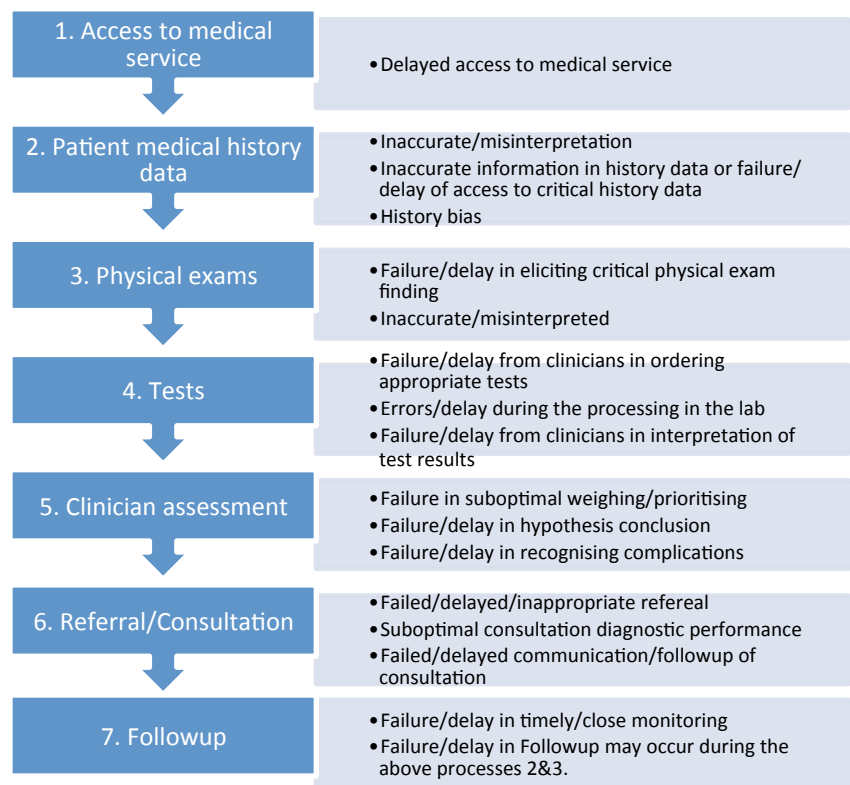 1. Access to medical
service
•Delayed access to medical service
2. Patient medical history
data
•Inaccurate/misinterpretation
•Inaccurate information in history data or failure/
delay of access to critical history data
•History bias
3. Physical exams
•Failure/delay in eliciting critical physical exam
finding
•Inaccurate/misinterpreted
4. Tests
•Failure/delay from clinicians in ordering
appropriate tests
•Errors/delay during the processing in the lab
•Failure/delay from clinicians in interpretation of
test results
5. Clinician assessment
•Failure in suboptimal weighing/prioritising
•Failure/delay in hypothesis conclusion
•Failure/delay in recognising complications
6. Referral/Consultation
•Failed/delayed/inappropriate refereal
•Suboptimal consultation diagnostic performance
•Failed/delayed communication/followup of
consultation
7. Followup
•Failure/delay in timely/close monitoring
•Failure/delay in Followup may occur during the
above processes 2&3.